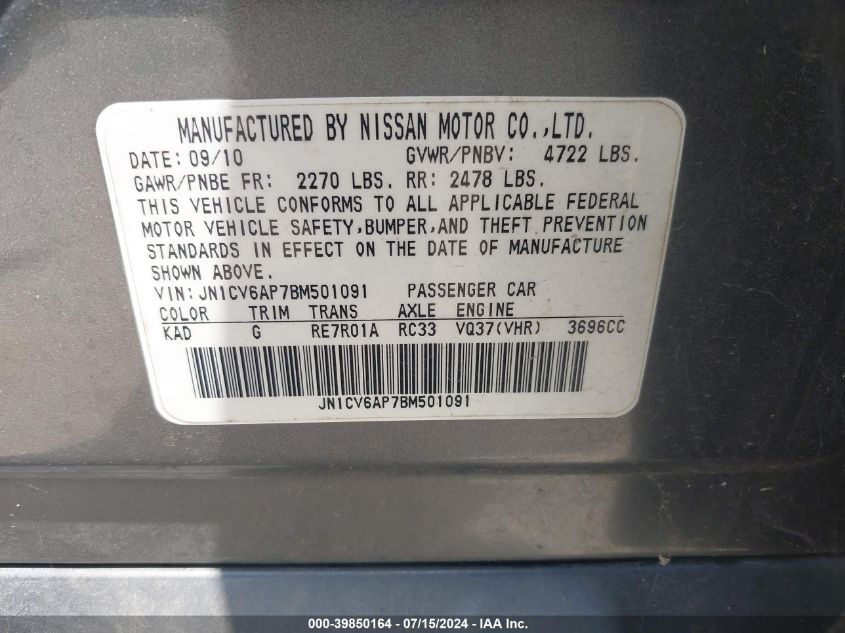 MANUFACTURED BY NISSAN MOTOR CO.,LTD.
DATE: 09/10 GVWR/PNBV: 4722 LBS.
GAWR/PNBE FR: 2270 LBS. RR: 2478 LBS.
THIS VEHICLE CONFORMS TO ALL APPLICABLE FEDERAL
MOTOR VEHICLE SAFETY,BUMPER,AND THEFT PREVENTION
STANDARDS IN EFFECT ON THE DATE OF MANUFACTURE
SHOWN ABOVE.
VIN: JN1CV6AP7BM501091 PASSENGER CAR
COLOR TRIM TRANS AXLE ENGINE
KAD G RE7R01A RC33 VQ37(VHR) 3696CC
JN1CV6AP7BM501091
000-39850164 - 07/15/2024 - IAA Inc.